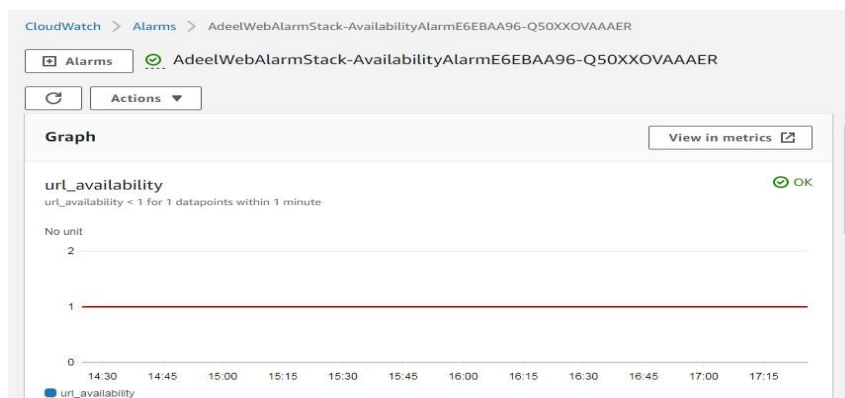 CloudWatch > Alarms > AdeelWebAlarmStack-AvailabilityAlarmE6EBAA96-Q50XXOVAAAER
Alarms AdeelWebAlarmStack-AvailabilityAlarmE6EBAA96-Q50XXOVAAAER
Actions
Graph View in metrics
url_availability OK
url_availability < 1 for 1 datapoints within 1 minute
No unit
2
1
0
14:30 14:45 15:00 15:15 15:30 15:45 16:00 16:15 16:30 16:45 17:00 17:15
url_availability